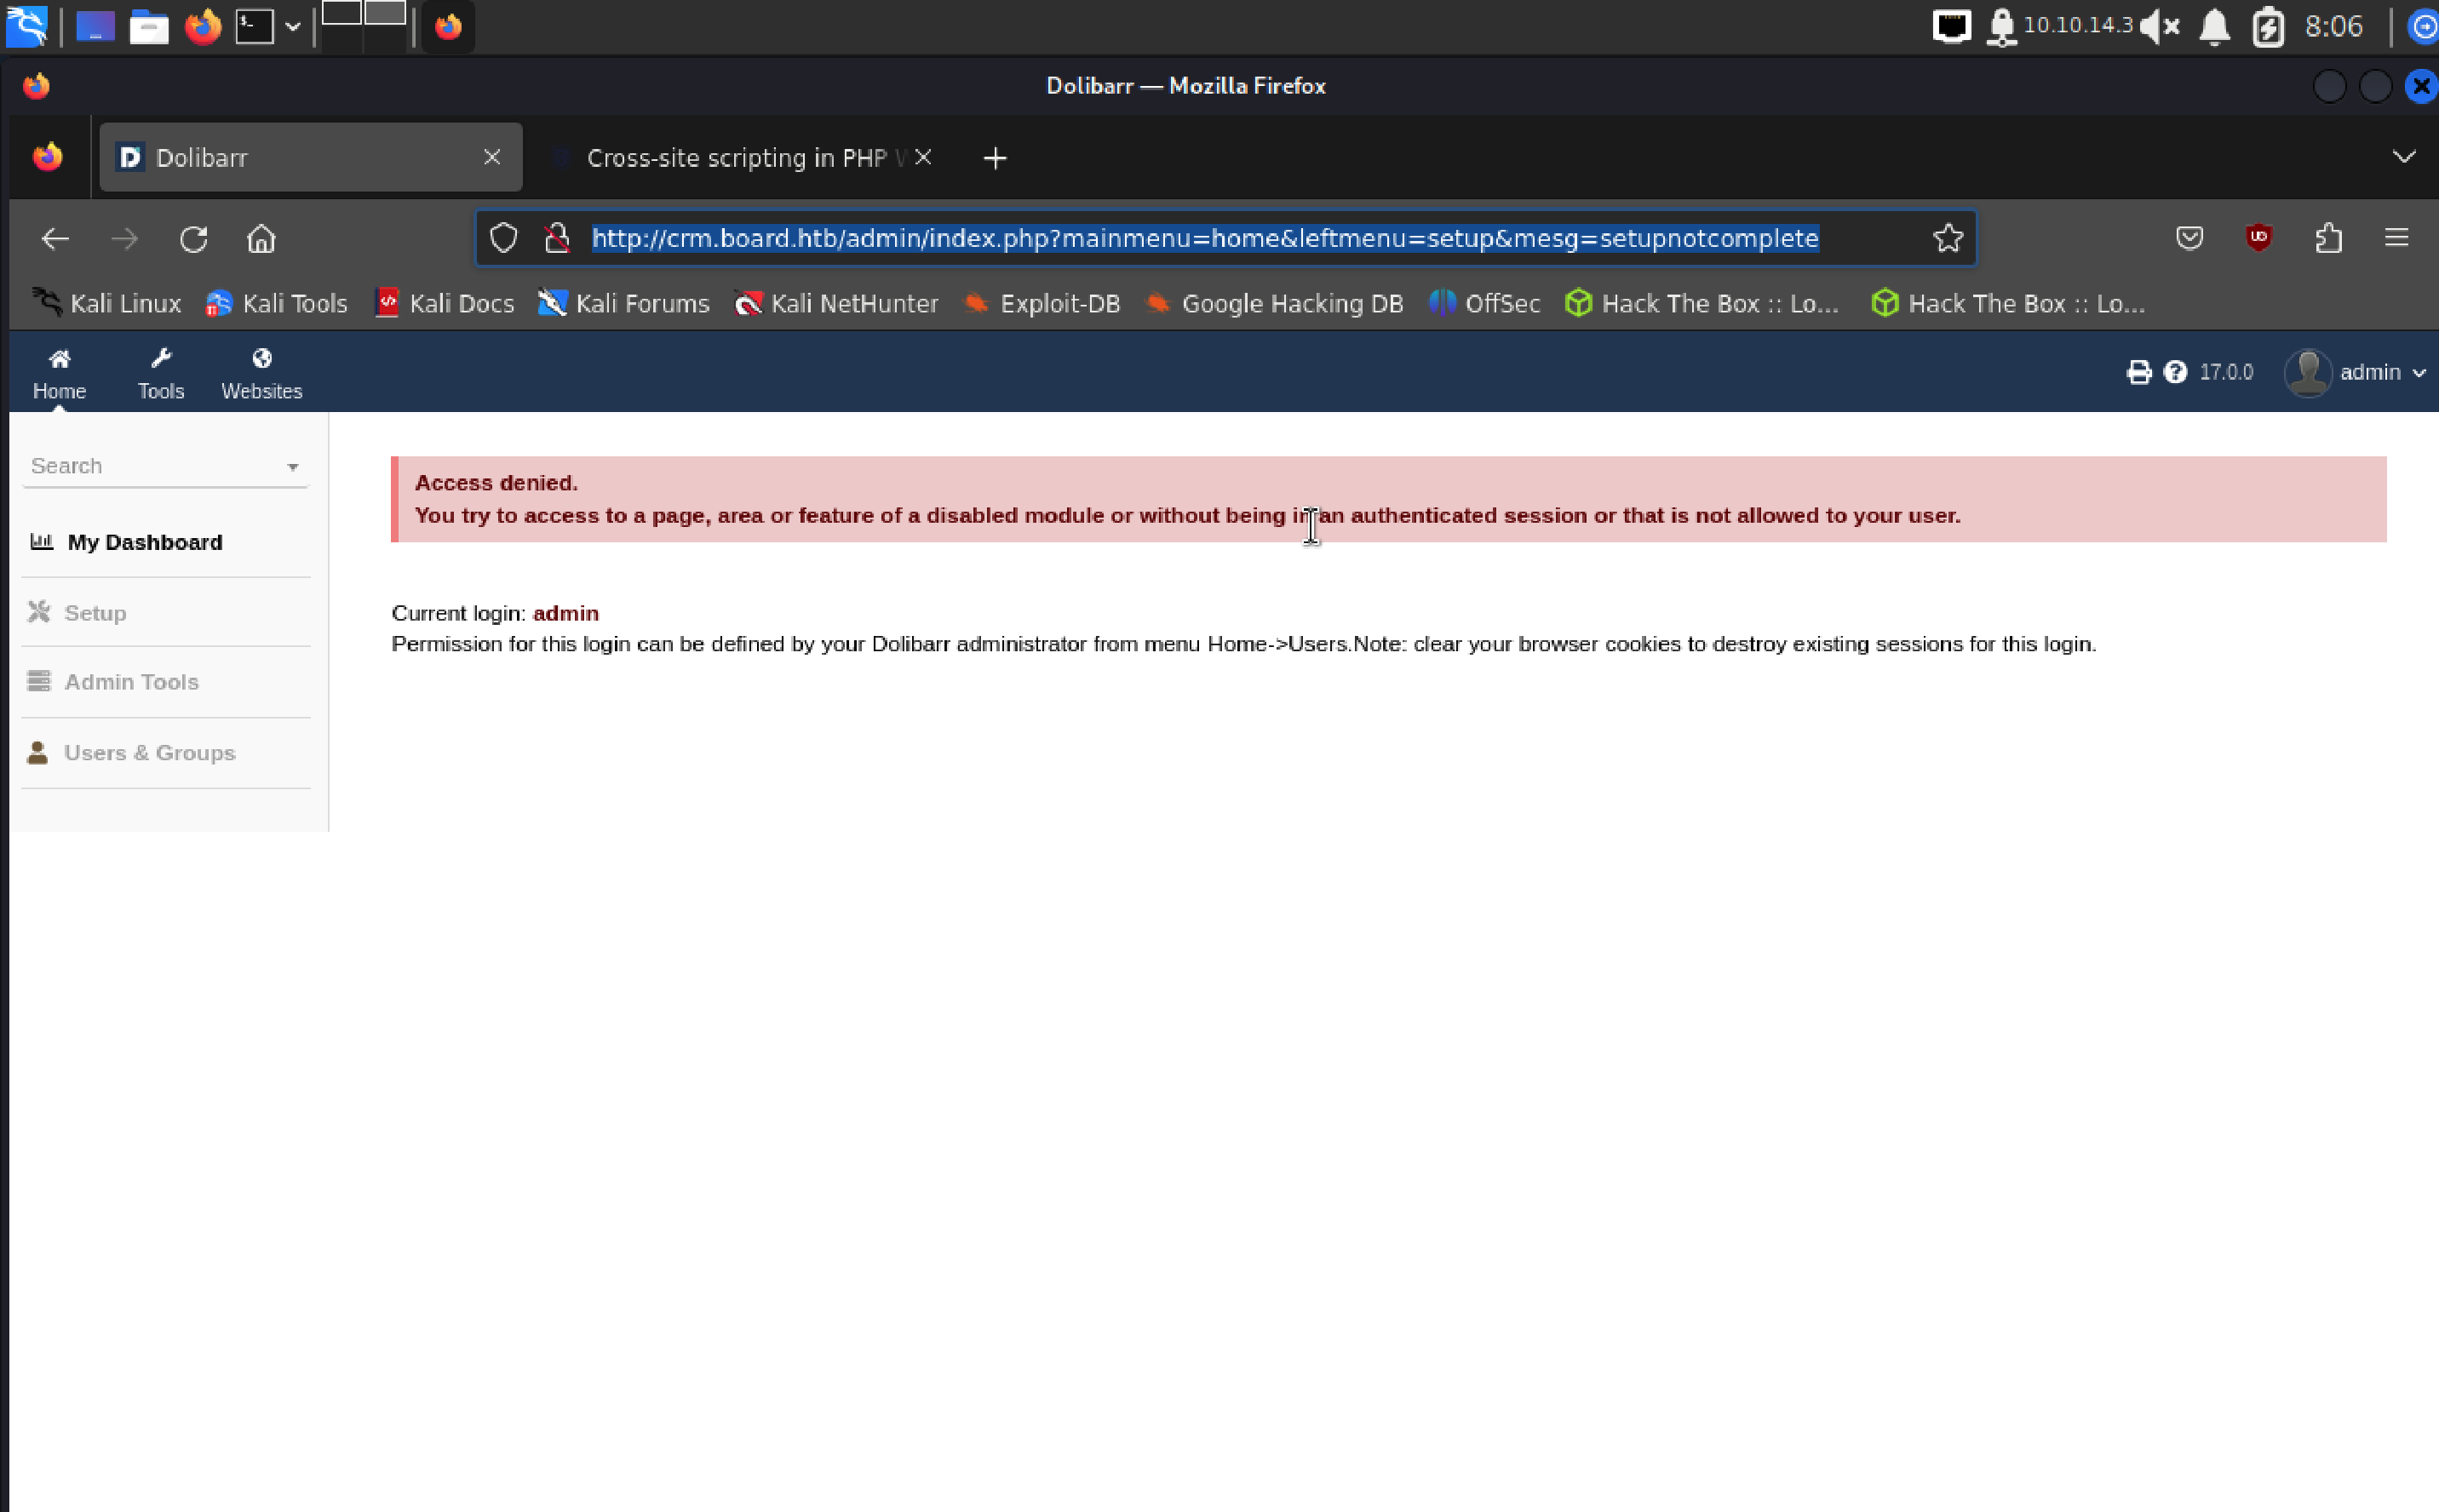 10.10.14.3
8:06
Dolibarr — Mozilla Firefox
Dolibarr
Cross-site scripting in PHP
http://crm.board.htb/admin/index.php?mainmenu=home&leftmenu=setup&mesg=setupnotcomplete
Kali Linux Kali Tools Kali Docs Kali Forums Kali NetHunter Exploit-DB Google Hacking DB OffSec Hack The Box :: Lo... Hack The Box :: Lo...
Home Tools Websites
17.0.0 admin
Search
My Dashboard
Setup
Admin Tools
Users & Groups
Access denied.
You try to access to a page, area or feature of a disabled module or without being in an authenticated session or that is not allowed to your user.
Current login: admin
Permission for this login can be defined by your Dolibarr administrator from menu Home->Users.Note: clear your browser cookies to destroy existing sessions for this login.